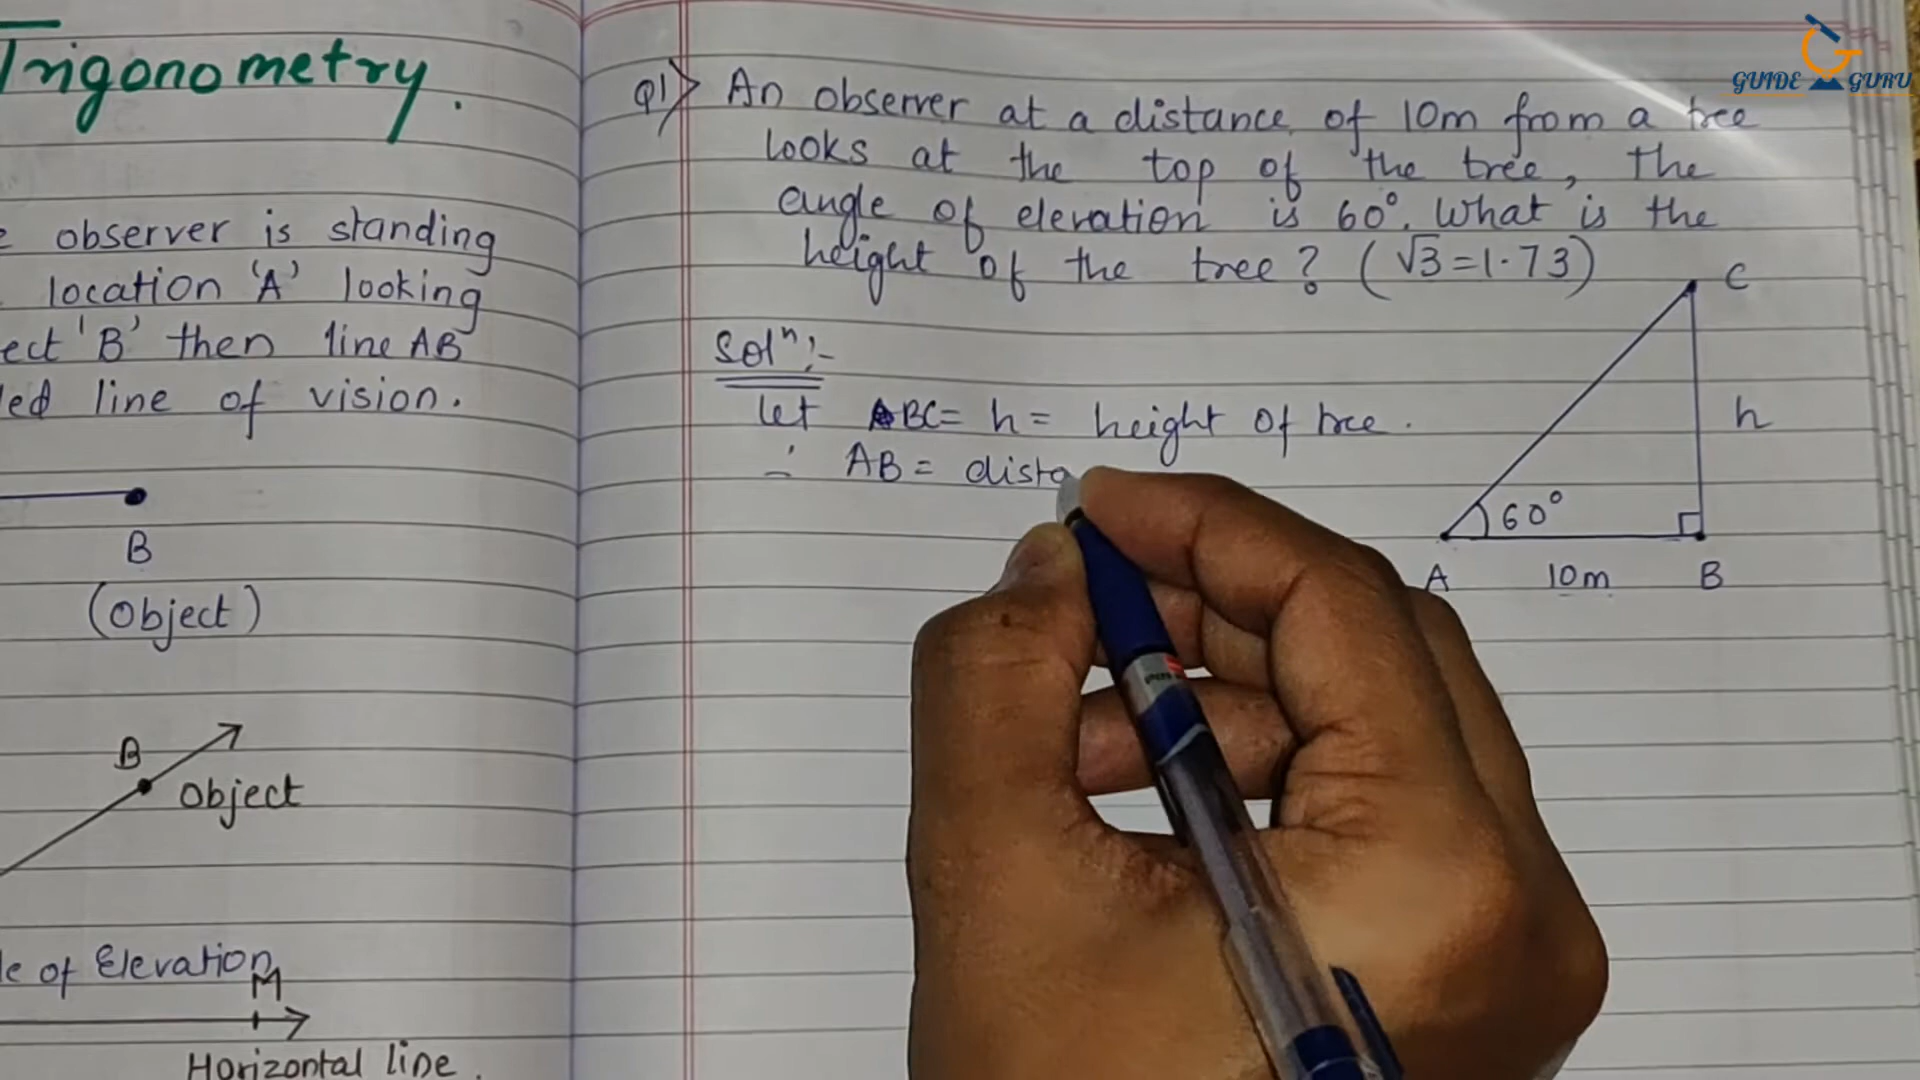 Trigonometry.
observer is standing
location 'A' looking
ect 'B' then line AB
led line of vision.
B
(Object)
B
Object
le of Elevation
M
Horizontal line.
Q1) An observer at a distance of 10m from a tree
looks at the top of the tree, the
angle of elevation is 60°. What is the
height of the tree? (√3=1.73)
Solⁿ:-
let BC= h= height of tree.
∴ AB= dista
C
h
60°
A 10m B
GUIDE GURU